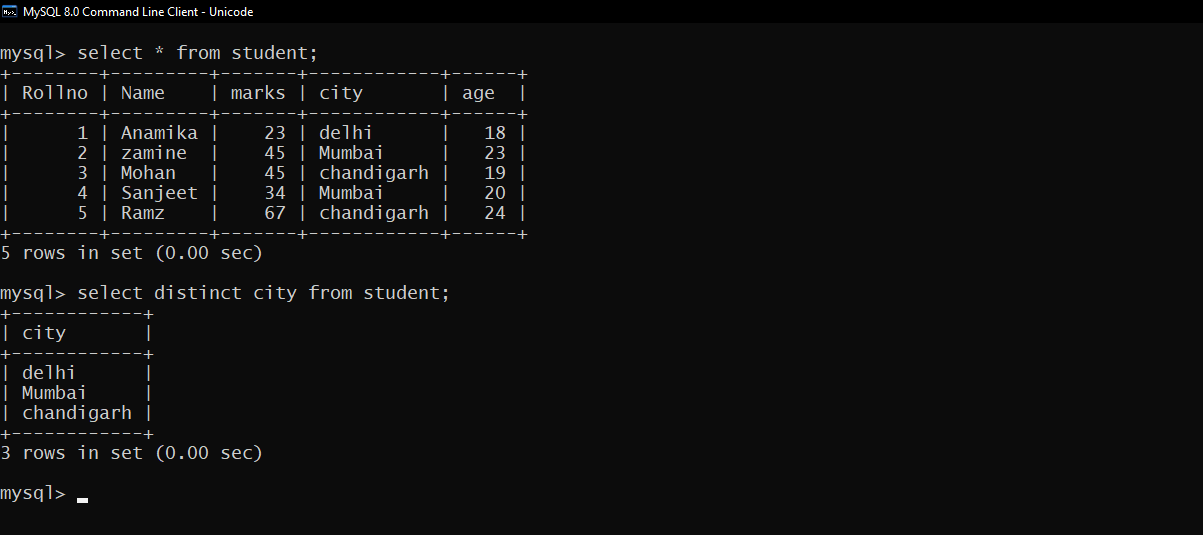 MySQL 8.0 Command Line Client - Unicode
mysql> select * from student;
+--------+---------+-------+------------+------+
| Rollno | Name    | marks | city       | age  |
+--------+---------+-------+------------+------+
|      1 | Anamika |    23 | delhi      |   18 |
|      2 | zamine  |    45 | Mumbai     |   23 |
|      3 | Mohan   |    45 | chandigarh |   19 |
|      4 | Sanjeet |    34 | Mumbai     |   20 |
|      5 | Ramz    |    67 | chandigarh |   24 |
+--------+---------+-------+------------+------+
5 rows in set (0.00 sec)
mysql> select distinct city from student;
+------------+
| city       |
+------------+
| delhi      |
| Mumbai     |
| chandigarh |
+------------+
3 rows in set (0.00 sec)
mysql> _